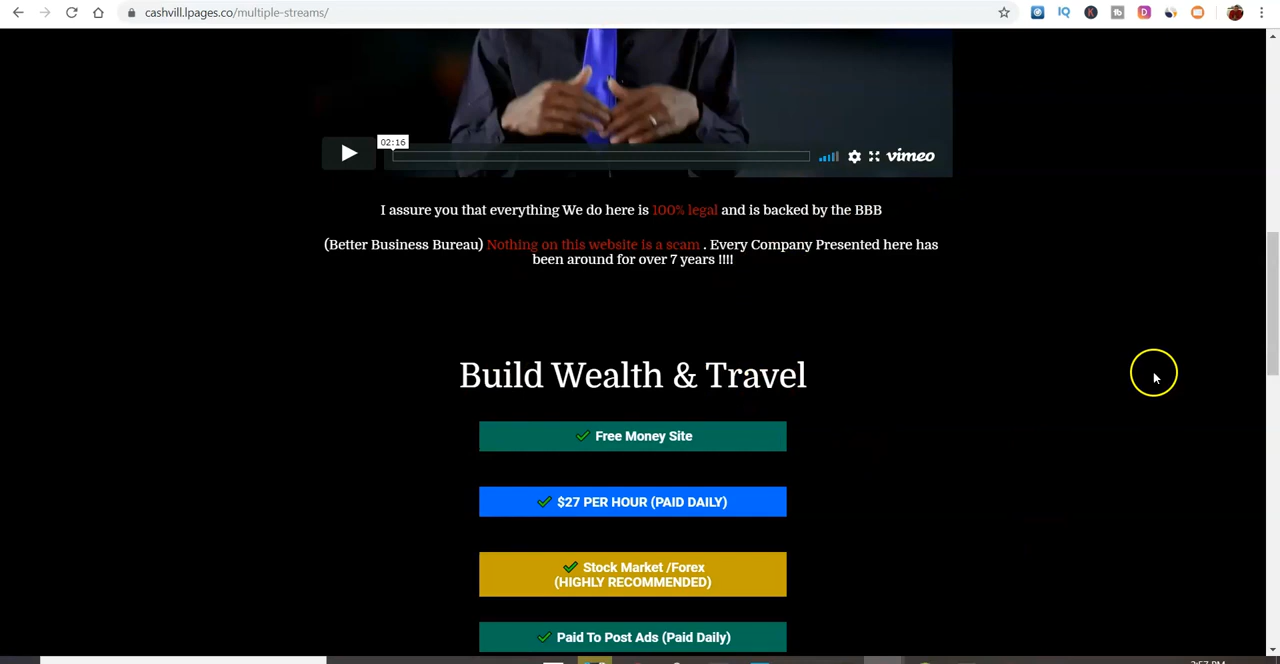 cashvill.lpages.co/multiple-streams/
02:16
vimeo
I assure you that everything We do here is 100% legal and is backed by the BBB
(Better Business Bureau) Nothing on this website is a scam . Every Company Presented here has
been around for over 7 years !!!!
Build Wealth & Travel
Free Money Site
$27 PER HOUR (PAID DAILY)
Stock Market /Forex
(HIGHLY RECOMMENDED)
Paid To Post Ads (Paid Daily)